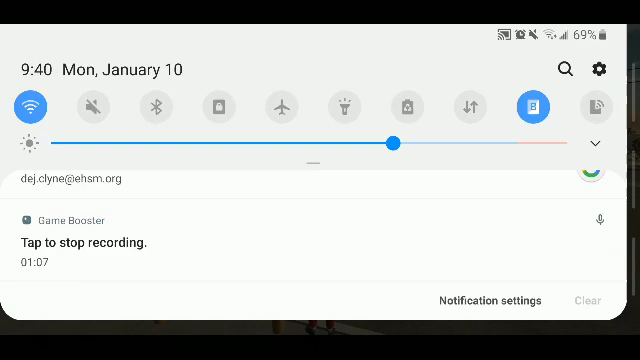 69%
9:40 Mon, January 10
B
dej.clyne@ehsm.org
Game Booster
Tap to stop recording.
01:07
Notification settings
Clear